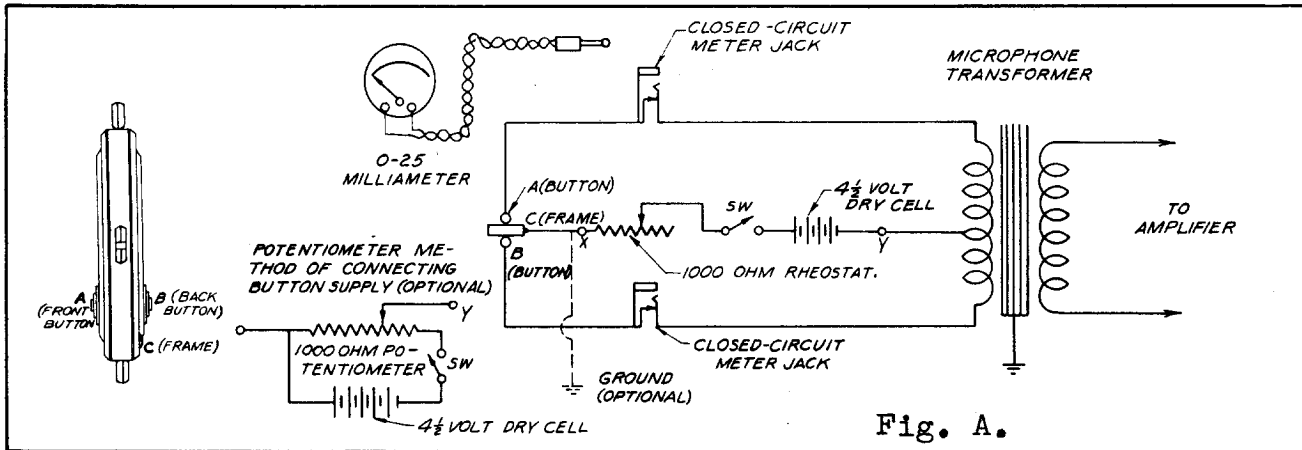 CLOSED-CIRCUIT
METER JACK
MICROPHONE
TRANSFORMER
0-25
MILLIAMETER
A (BUTTON)
C (FRAME)
X
B
(BUTTON)
SW
4½ VOLT
DRY CELL
Y
1000 OHM RHEOSTAT.
TO
AMPLIFIER
POTENTIOMETER ME-
THOD OF CONNECTING
BUTTON SUPPLY (OPTIONAL)
A
(FRONT
BUTTON
B (BACK
BUTTON)
C (FRAME)
Y
1000 OHM PO-
TENTIOMETER
SW
4½ VOLT DRY CELL
CLOSED-CIRCUIT
METER JACK
GROUND
(OPTIONAL)
Fig. A.